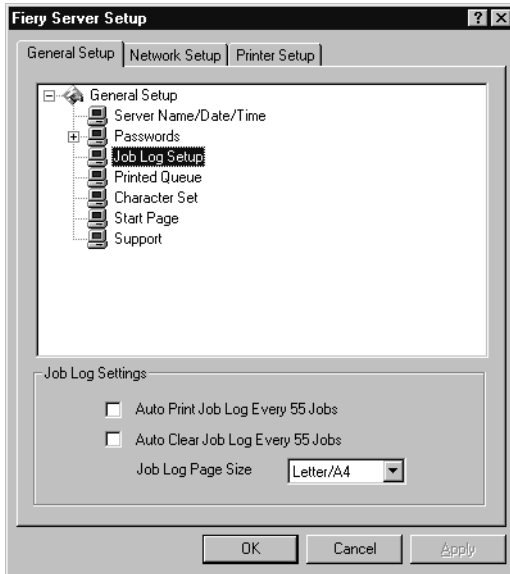 Fiery Server Setup
General Setup Network Setup Printer Setup
General Setup
Server Name/Date/Time
Passwords
Job Log Setup
Printed Queue
Character Set
Start Page
Support
Job Log Settings
Auto Print Job Log Every 55 Jobs
Auto Clear Job Log Every 55 Jobs
Job Log Page Size Letter/A4
OK Cancel Apply